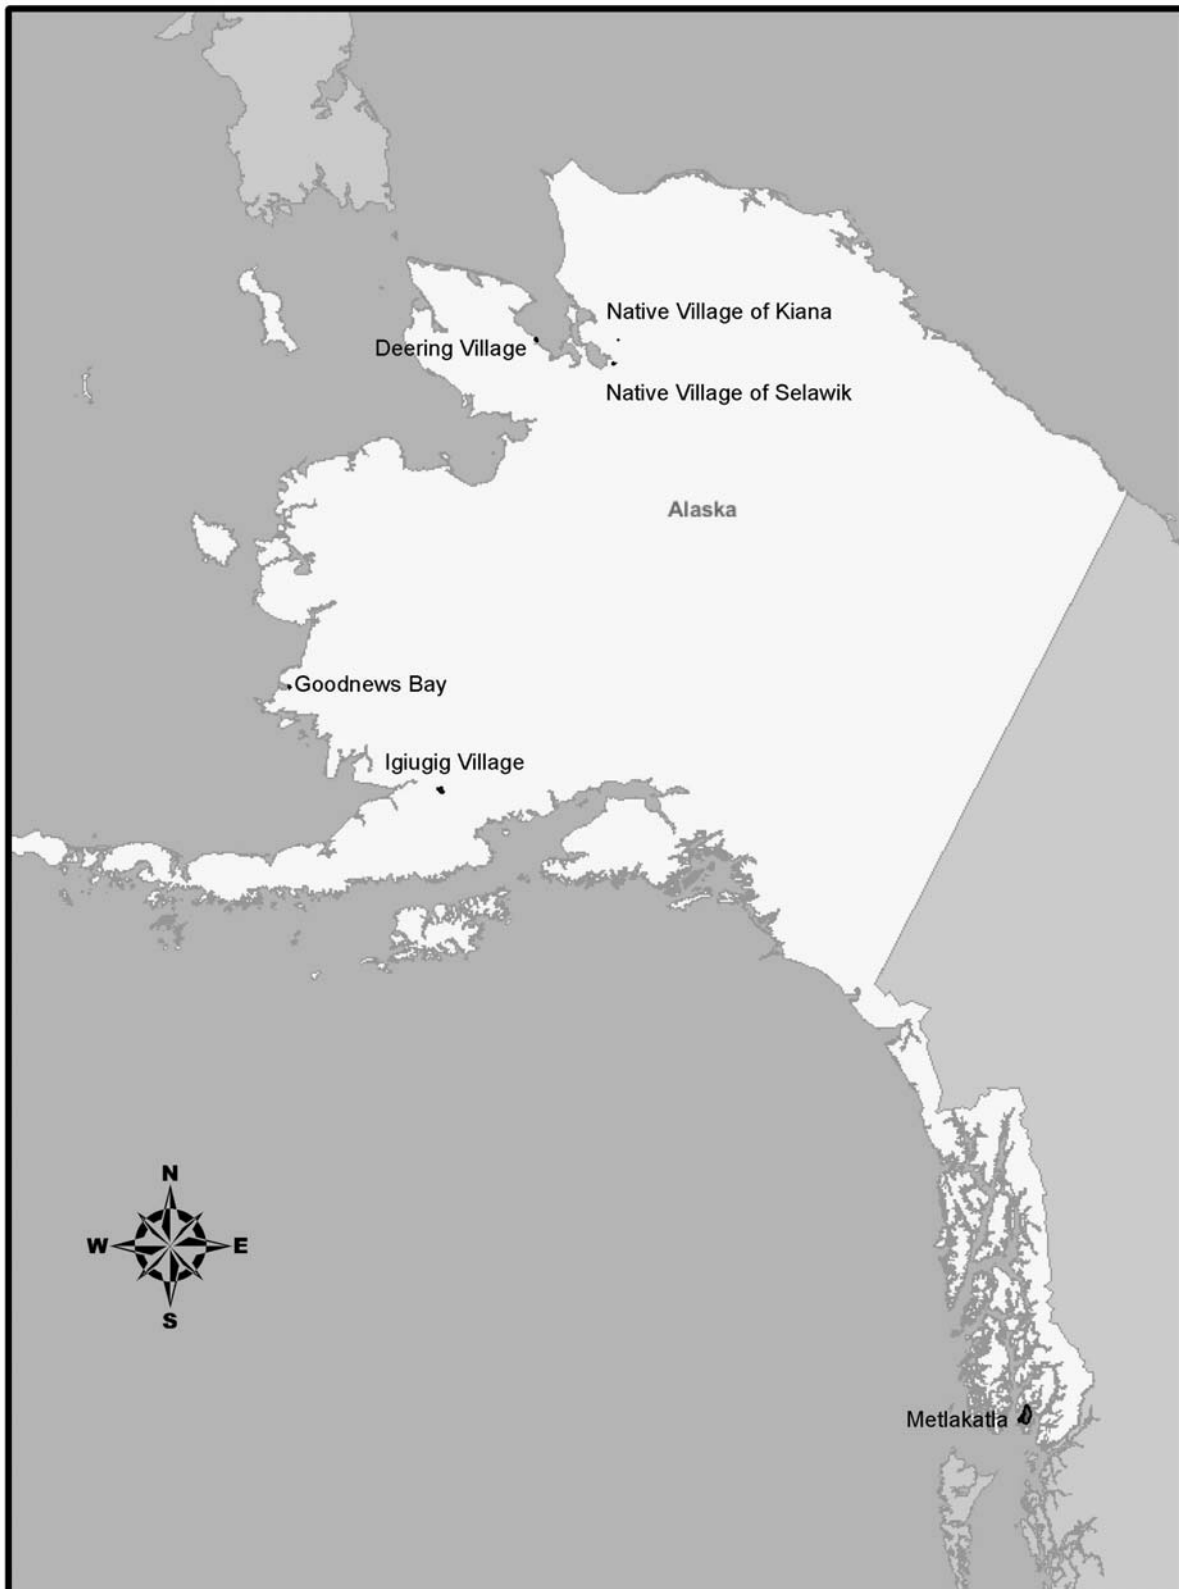 Native Village of Kiana
Deering Village
Native Village of Selawik
Alaska
Goodnews Bay
Igiugig Village
N
W E
S
Metlakatla